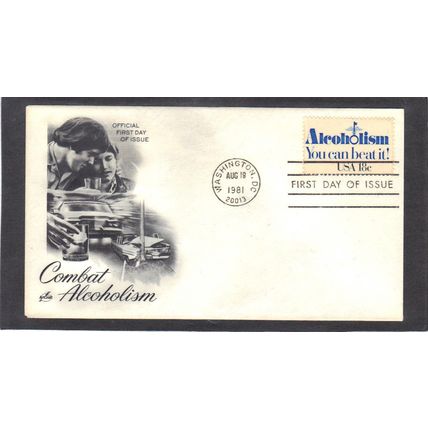 OFFICIAL
FIRST DAY
OF ISSUE
Combat
Alcoholism
WASHINGTON, DC
AUG 19
1981
20013
Alcoholism
You can beat it!
USA 18c
FIRST DAY OF ISSUE